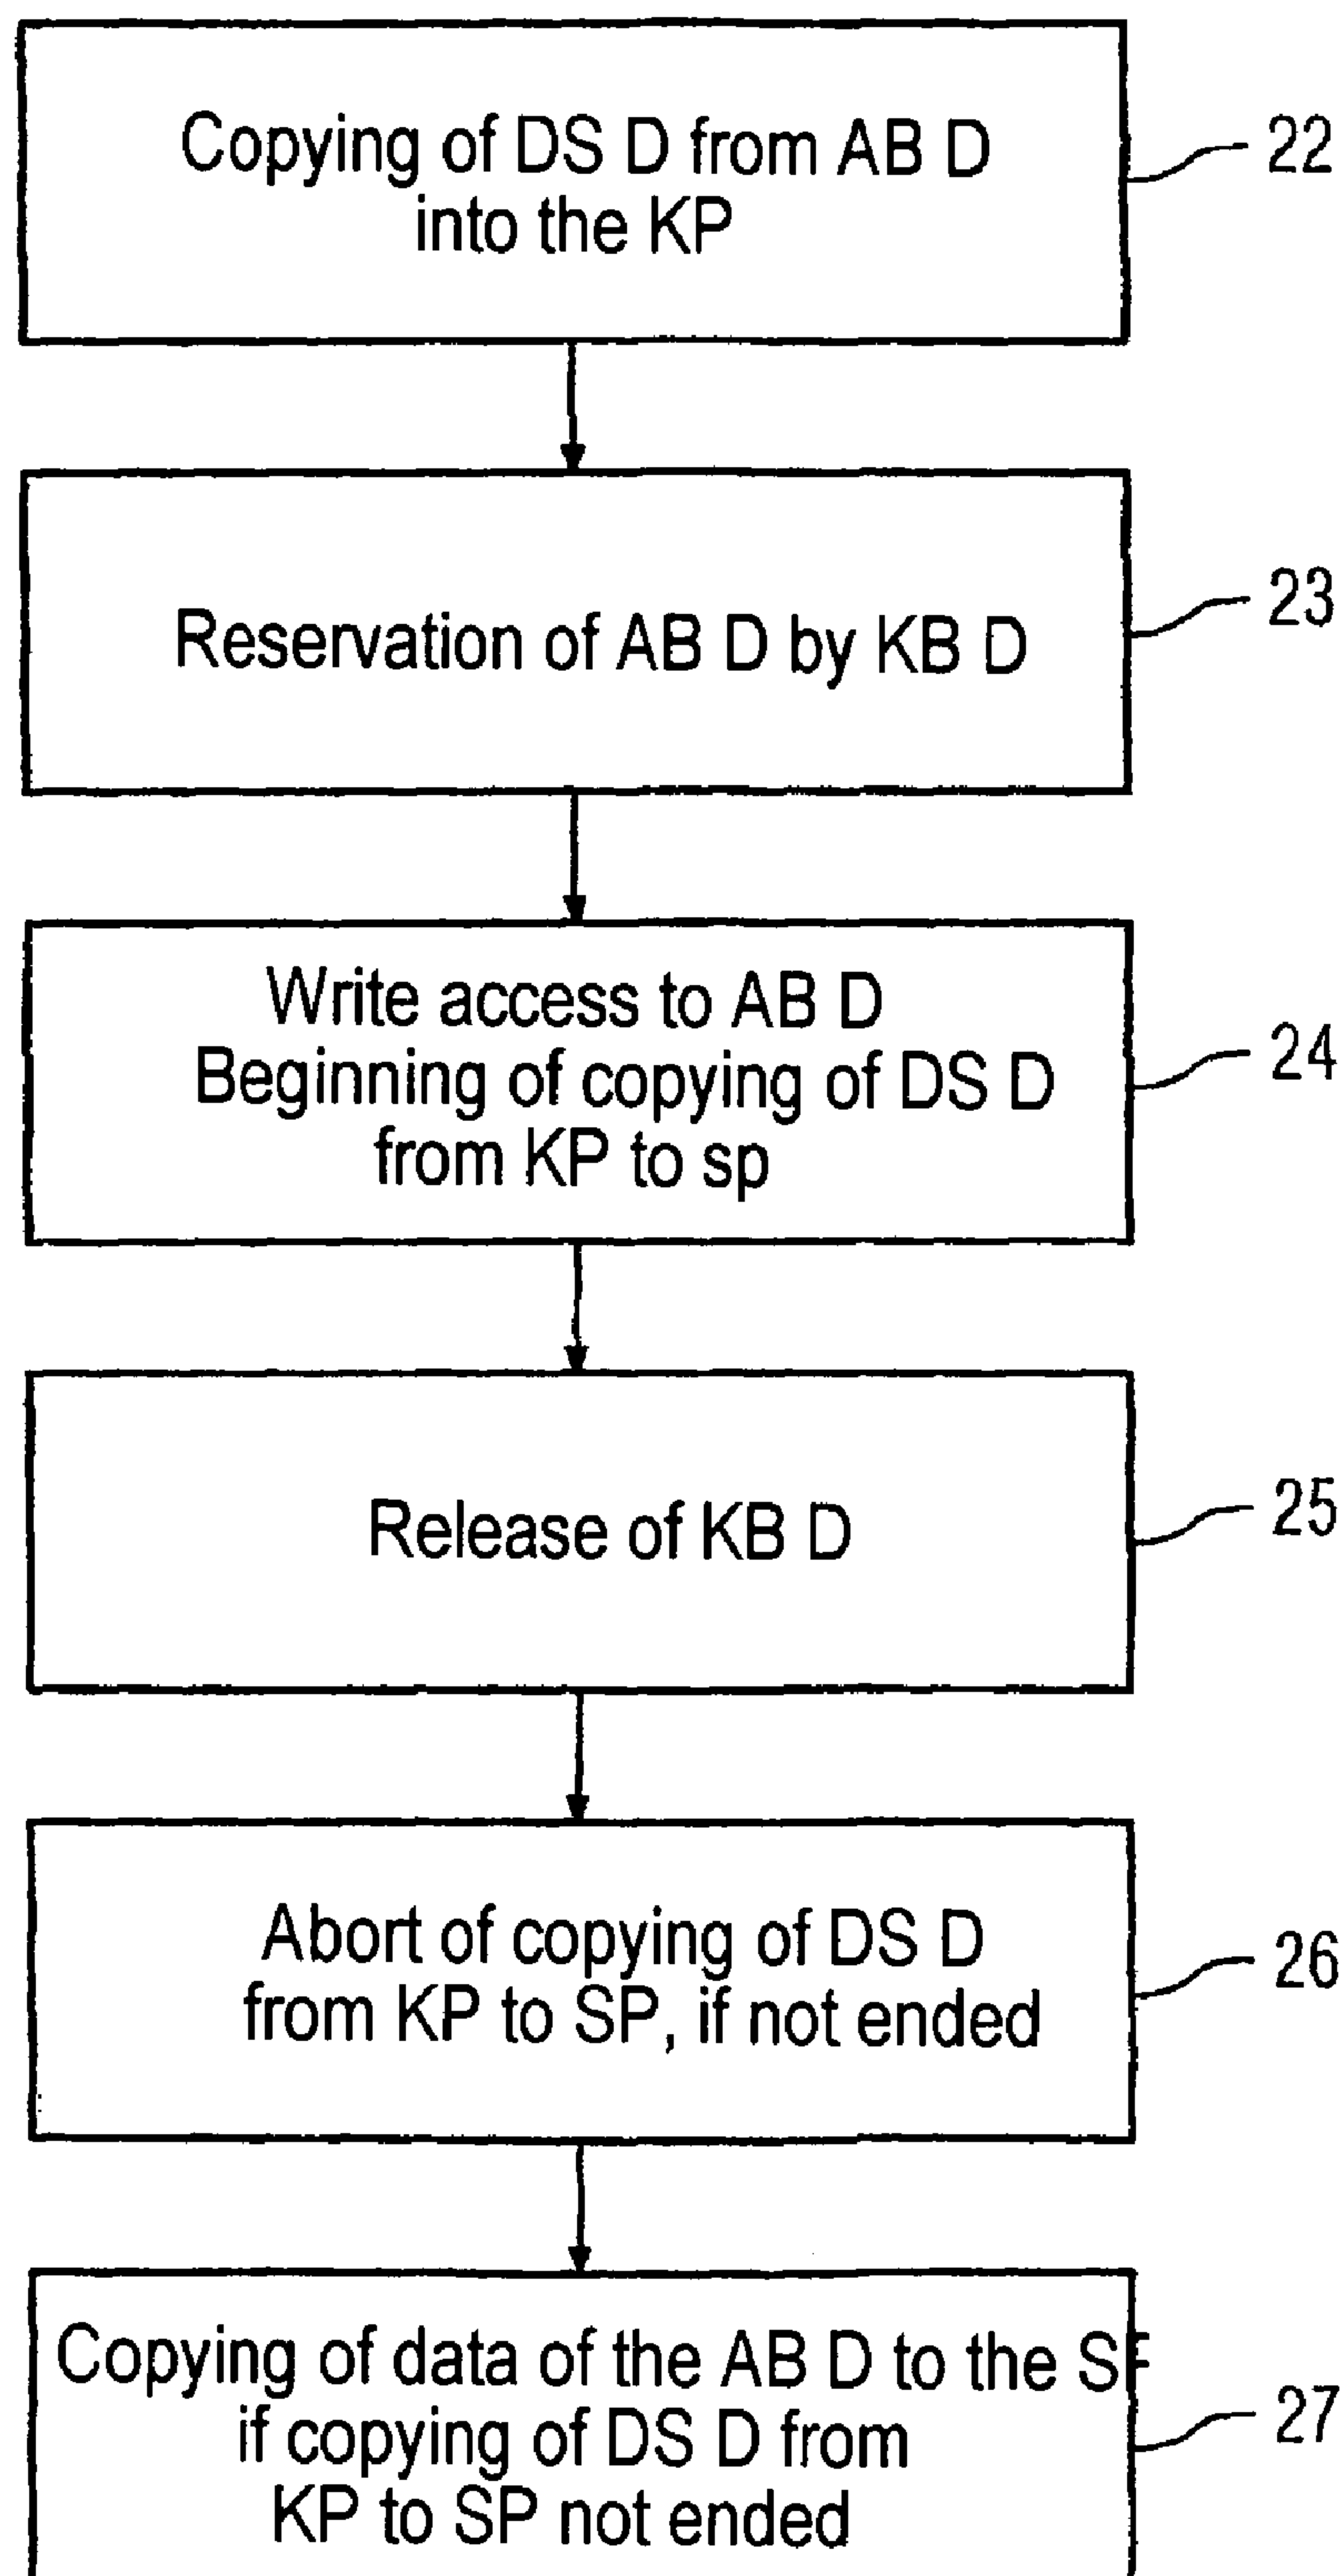 Copying of DS D from AB D
into the KP
22
Reservation of AB D by KB D
23
Write access to AB D
Beginning of copying of DS D
from KP to sp
24
Release of KB D
25
Abort of copying of DS D
from KP to SP, if not ended
26
Copying of data of the AB D to the
if copying of DS D from
KP to SP not ended
27